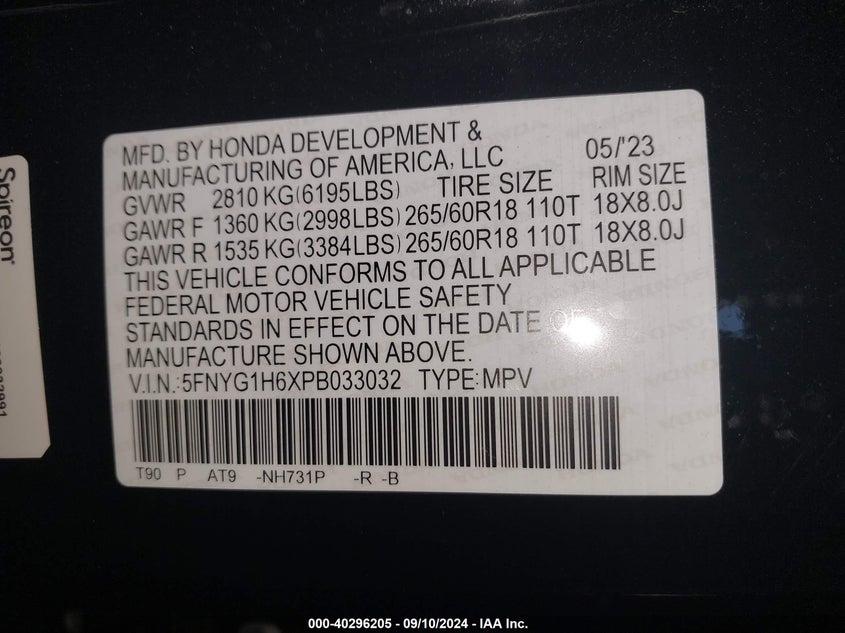 MFD. BY HONDA DEVELOPMENT &
MANUFACTURING OF AMERICA, LLC 05/'23
GVWR 2810 KG(6195LBS) TIRE SIZE RIM SIZE
GAWR F 1360 KG(2998LBS) 265/60R18 110T 18X8.0J
GAWR R 1535 KG(3384LBS) 265/60R18 110T 18X8.0J
THIS VEHICLE CONFORMS TO ALL APPLICABLE
FEDERAL MOTOR VEHICLE SAFETY
STANDARDS IN EFFECT ON THE DATE OF
MANUFACTURE SHOWN ABOVE.
V.I.N.:5FNYG1H6XPB033032 TYPE:MPV
T90 P AT9 -NH731P -R -B
Spireon
000-40296205 - 09/10/2024 - IAA Inc.